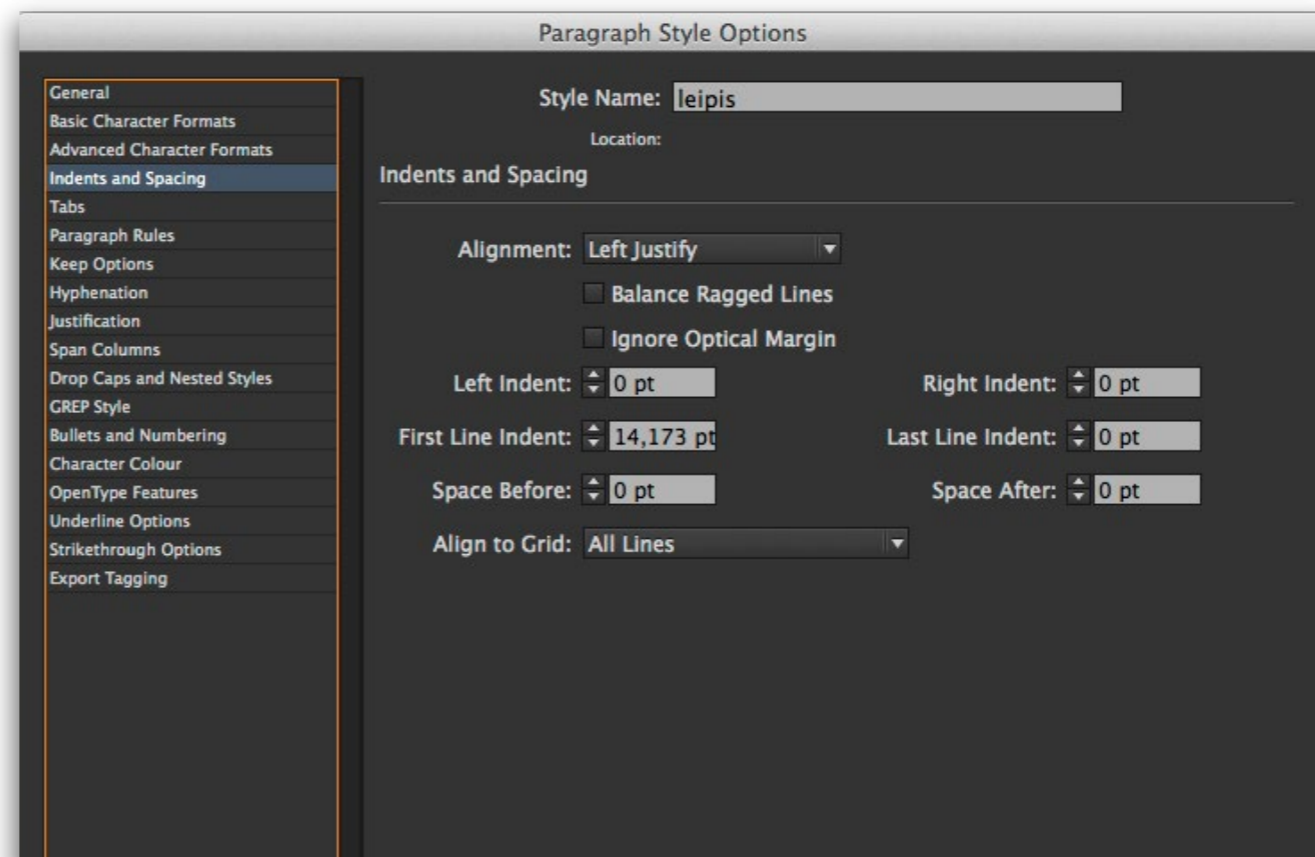 Paragraph Style Options
General
Basic Character Formats
Advanced Character Formats
Indents and Spacing
Tabs
Paragraph Rules
Keep Options
Hyphenation
Justification
Span Columns
Drop Caps and Nested Styles
GREP Style
Bullets and Numbering
Character Colour
OpenType Features
Underline Options
Strikethrough Options
Export Tagging
Style Name: leipis
Location:
Indents and Spacing
Alignment: Left Justify
Balance Ragged Lines
Ignore Optical Margin
Left Indent: 0 pt Right Indent: 0 pt
First Line Indent: 14,173 pt Last Line Indent: 0 pt
Space Before: 0 pt Space After: 0 pt
Align to Grid: All Lines